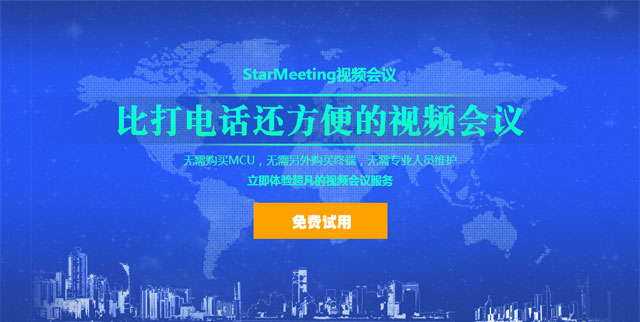 StarMeeting视频会议
比打电话还方便的视频会议
无需购买MCU，无需另外购买终端，无需专业人员维护
立即体验超凡的视频会议服务
免费试用